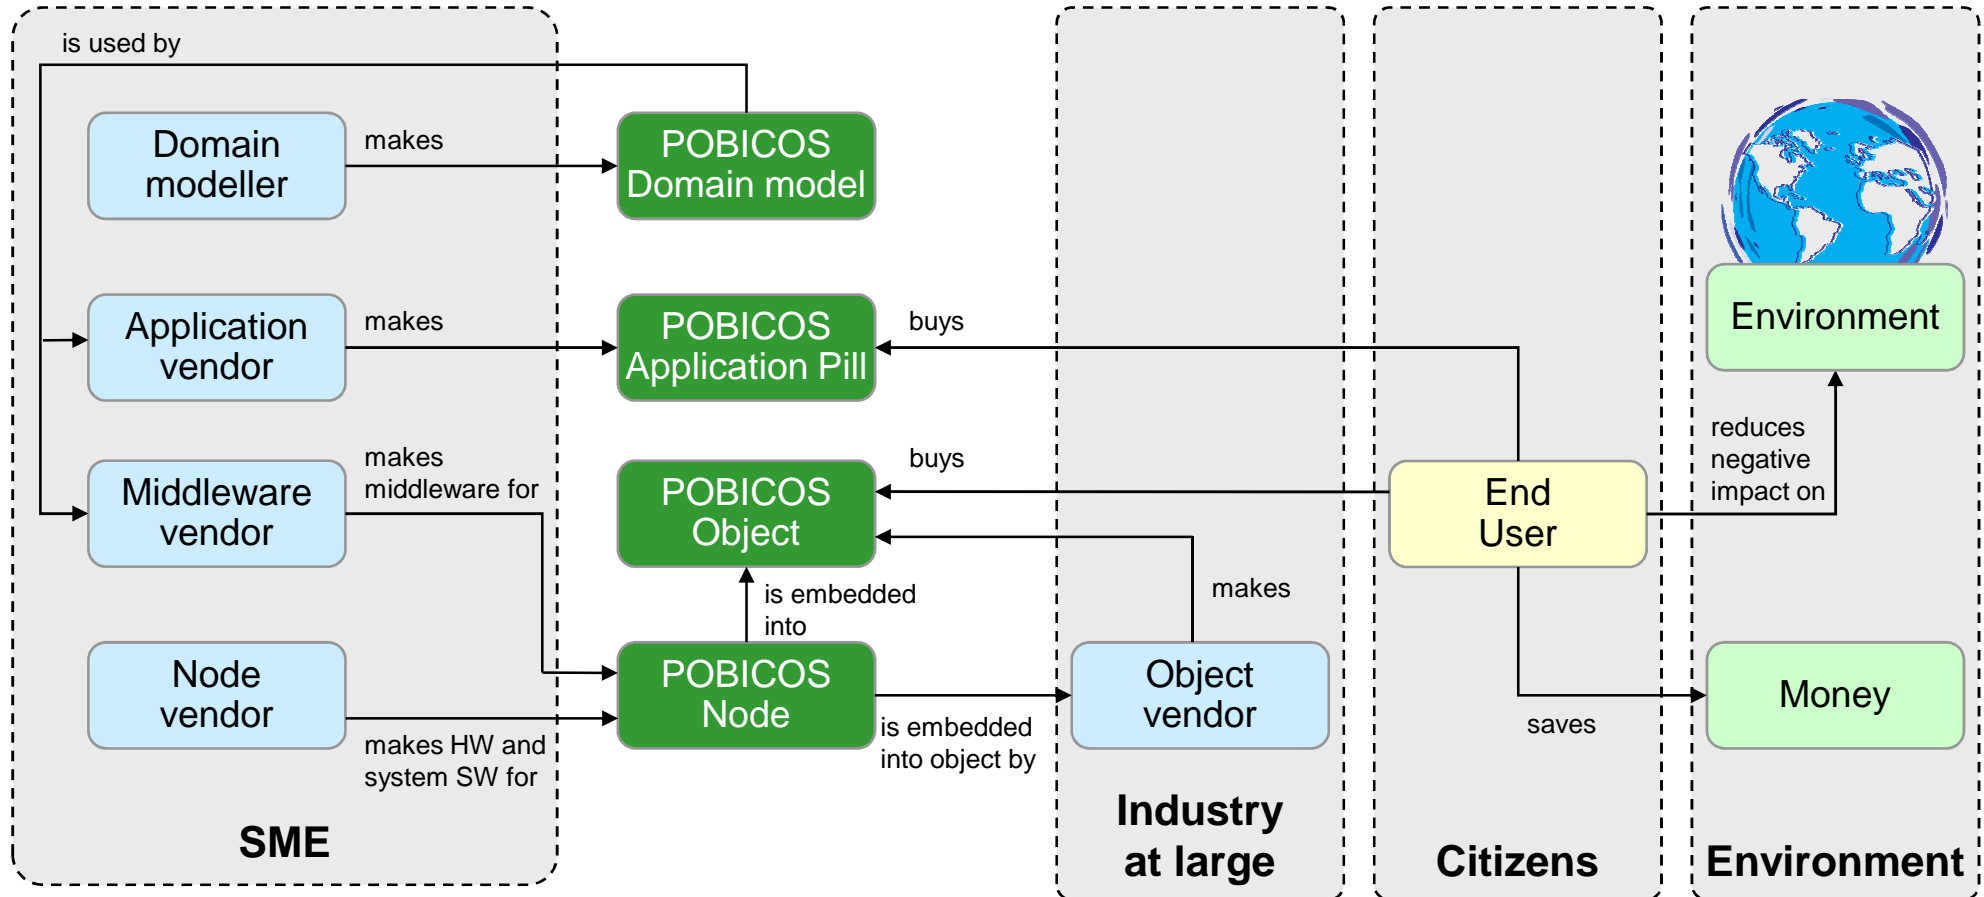 is used by
Domain
modeller
makes
POBICOS
Domain model
Application
vendor
makes
POBICOS
Application Pill
buys
Environment
Middleware
vendor
makes
middleware for
POBICOS
Object
buys
End
User
reduces
negative
impact on
is embedded
into
makes
Node
vendor
makes HW and
system SW for
POBICOS
Node
is embedded
into object by
Object
vendor
saves
Money
SME
Industry
at large
Citizens
Environment